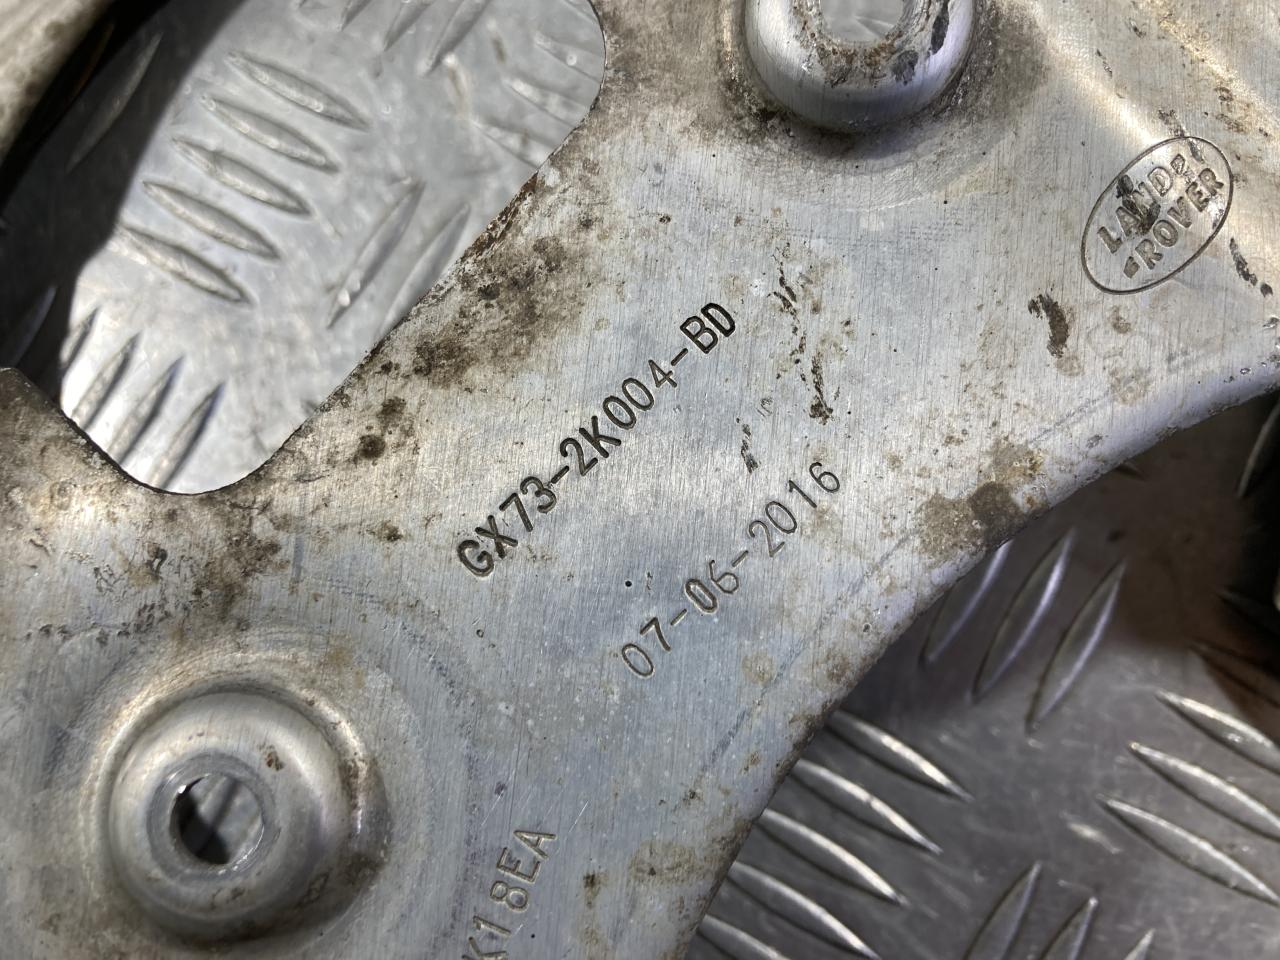 LAND
ROVER
GX73-2K004-BD
07-06-2016
K18EA